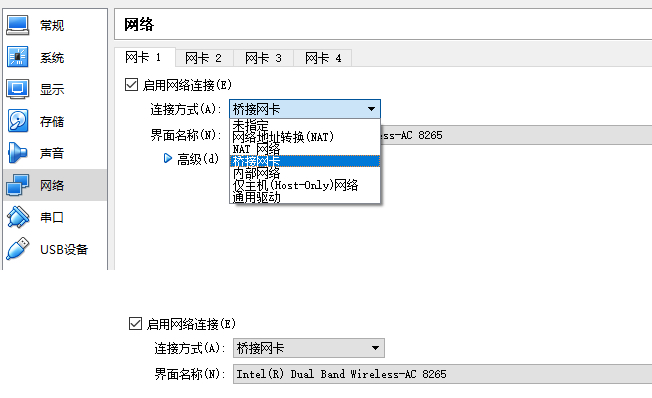 常规
系统
显示
存储
声音
网络
串口
USB设备
网络
网卡 1 网卡 2 网卡 3 网卡 4
启用网络连接(E)
连接方式(A): 桥接网卡
未指定
网络地址转换(NAT)
NAT 网络
桥接网卡
内部网络
仅主机(Host-Only)网络
通用驱动
界面名称(N): ess-AC 8265
高级(d)
启用网络连接(E)
连接方式(A): 桥接网卡
界面名称(N): Intel(R) Dual Band Wireless-AC 8265